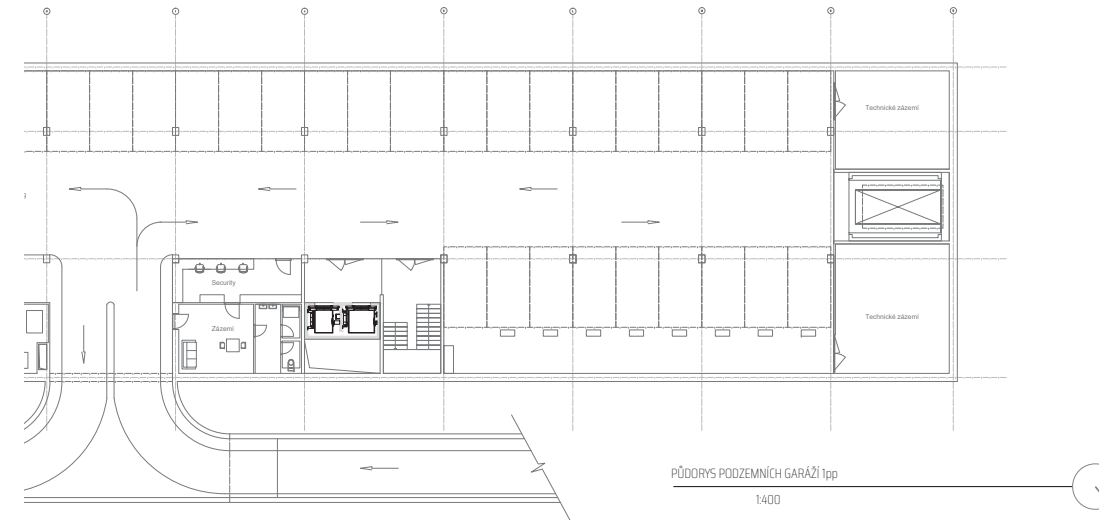 Technické zázemí
Security
Zázemí
Technické zázemí
PŮDORYS PODZEMNÍCH GARÁŽÍ 1pp
1:400